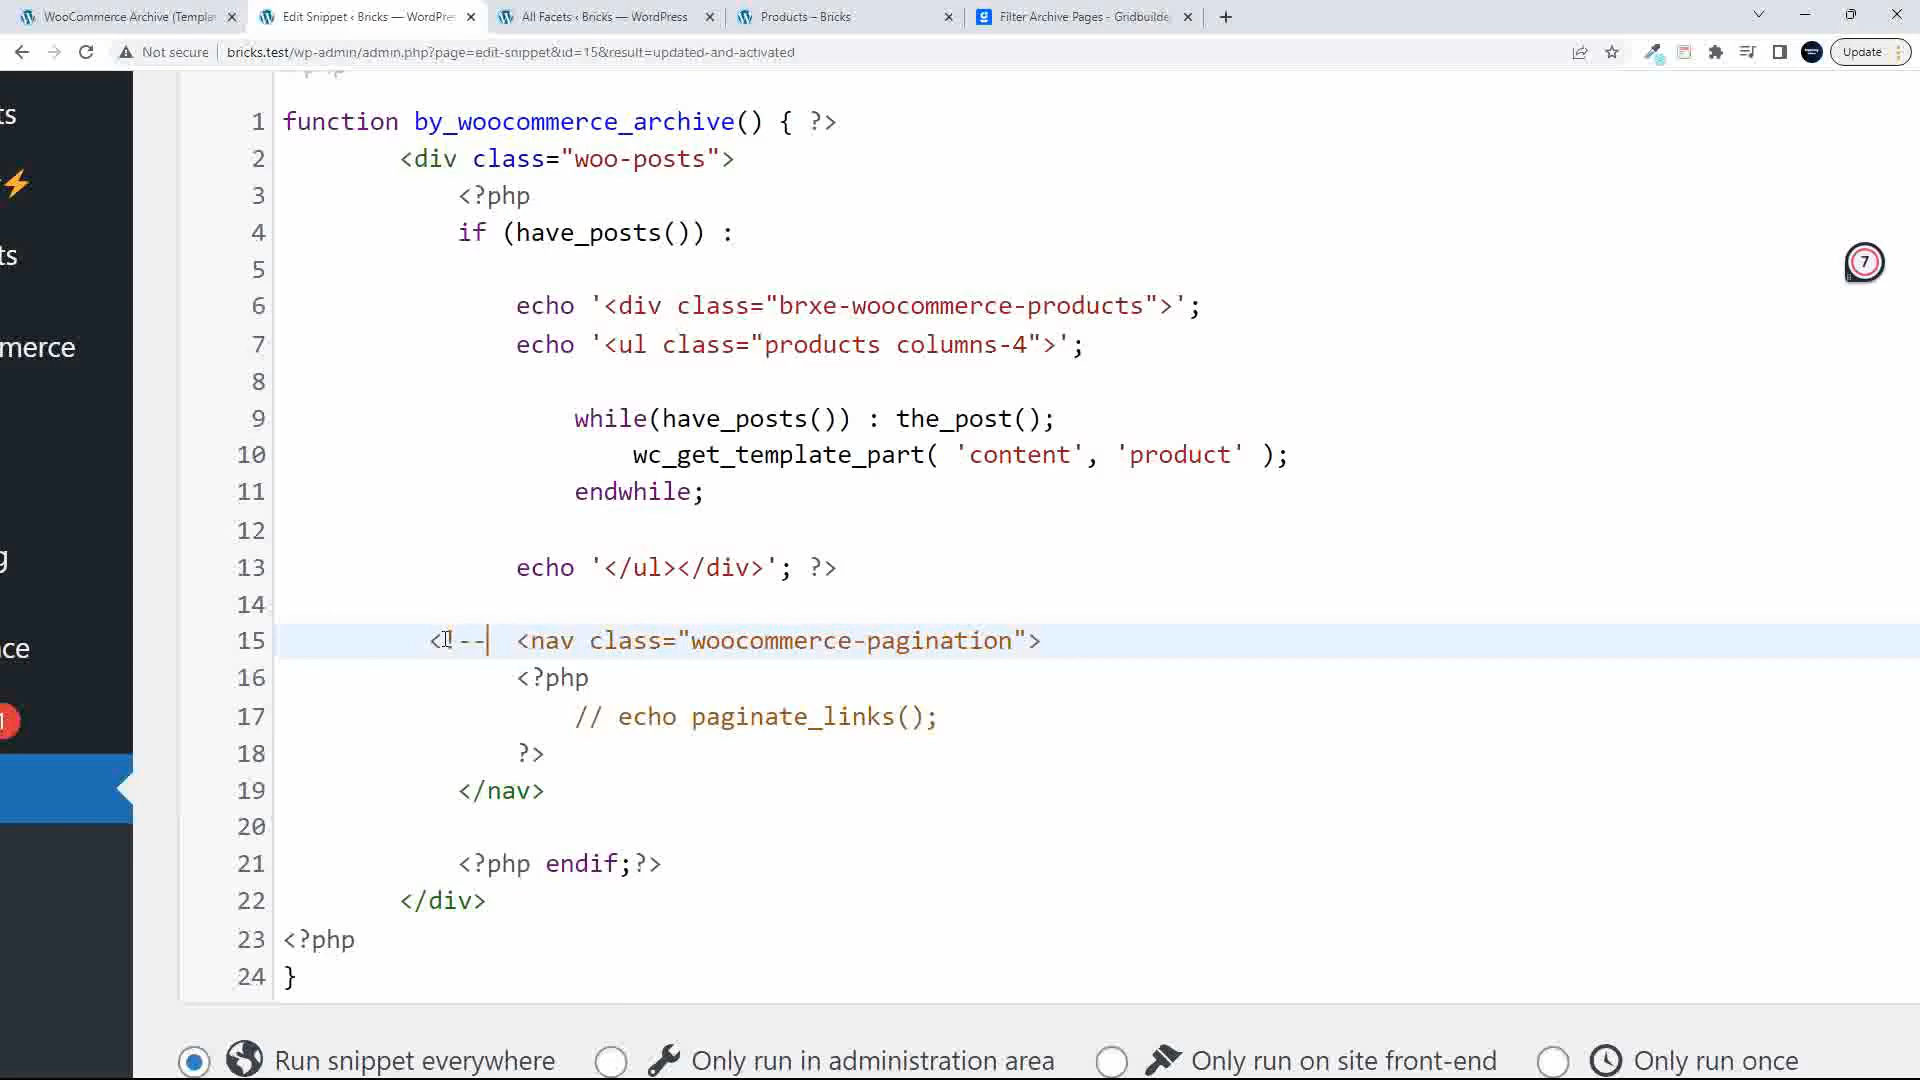 WooCommerce Archive (Templa
Edit Snippet ‹ Bricks — WordPres
All Facets ‹ Bricks — WordPress
Products – Bricks
Filter Archive Pages - Gridbuilde
Not secure
bricks.test/wp-admin/admin.php?page=edit-snippet&id=15&result=updated-and-activated
Update
ts
ts
merce
g
ce
1
7
1 function by_woocommerce_archive() { ?>
2 <div class="woo-posts">
3 <?php
4 if (have_posts()) :
5
6 echo '<div class="brxe-woocommerce-products">';
7 echo '<ul class="products columns-4">';
8
9 while(have_posts()) : the_post();
10 wc_get_template_part( 'content', 'product' );
11 endwhile;
12
13 echo '</ul></div>'; ?>
14
15 <!-- <nav class="woocommerce-pagination">
16 <?php
17 // echo paginate_links();
18 ?>
19 </nav>
20
21 <?php endif;?>
22 </div>
23 <?php
24 }
Run snippet everywhere
Only run in administration area
Only run on site front-end
Only run once